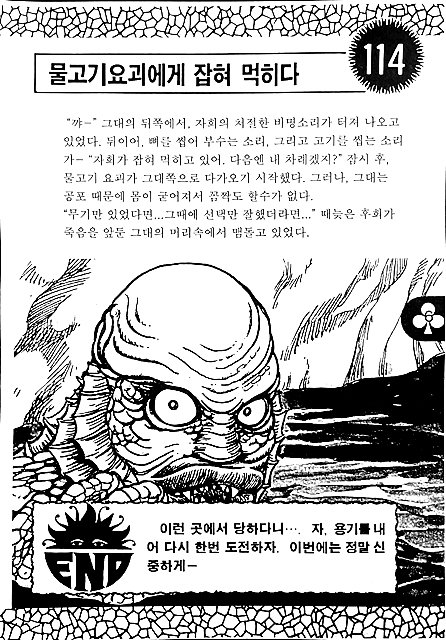 114
물고기요괴에게 잡혀 먹히다
"꺄–" 그대의 뒤쪽에서, 자희의 처절한 비명소리가 터져 나오고
있었다. 뒤이어, 뼈를 씹어 부수는 소리, 그리고 고기를 씹는 소리
가– "자희가 잡혀 먹히고 있어. 다음엔 내 차례겠지?" 잠시 후,
물고기 요괴가 그대쪽으로 다가오기 시작했다. 그러나, 그대는
공포 때문에 몸이 굳어져서 꼼짝도 할수가 없다.
"무기만 있었다면...그때에 선택만 잘했더라면..." 때늦은 후회가
죽음을 앞둔 그대의 머리속에서 맴돌고 있었다.
END
이런 곳에서 당하다니…. 자, 용기를 내
어 다시 한번 도전하자. 이번에는 정말 신
중하게–